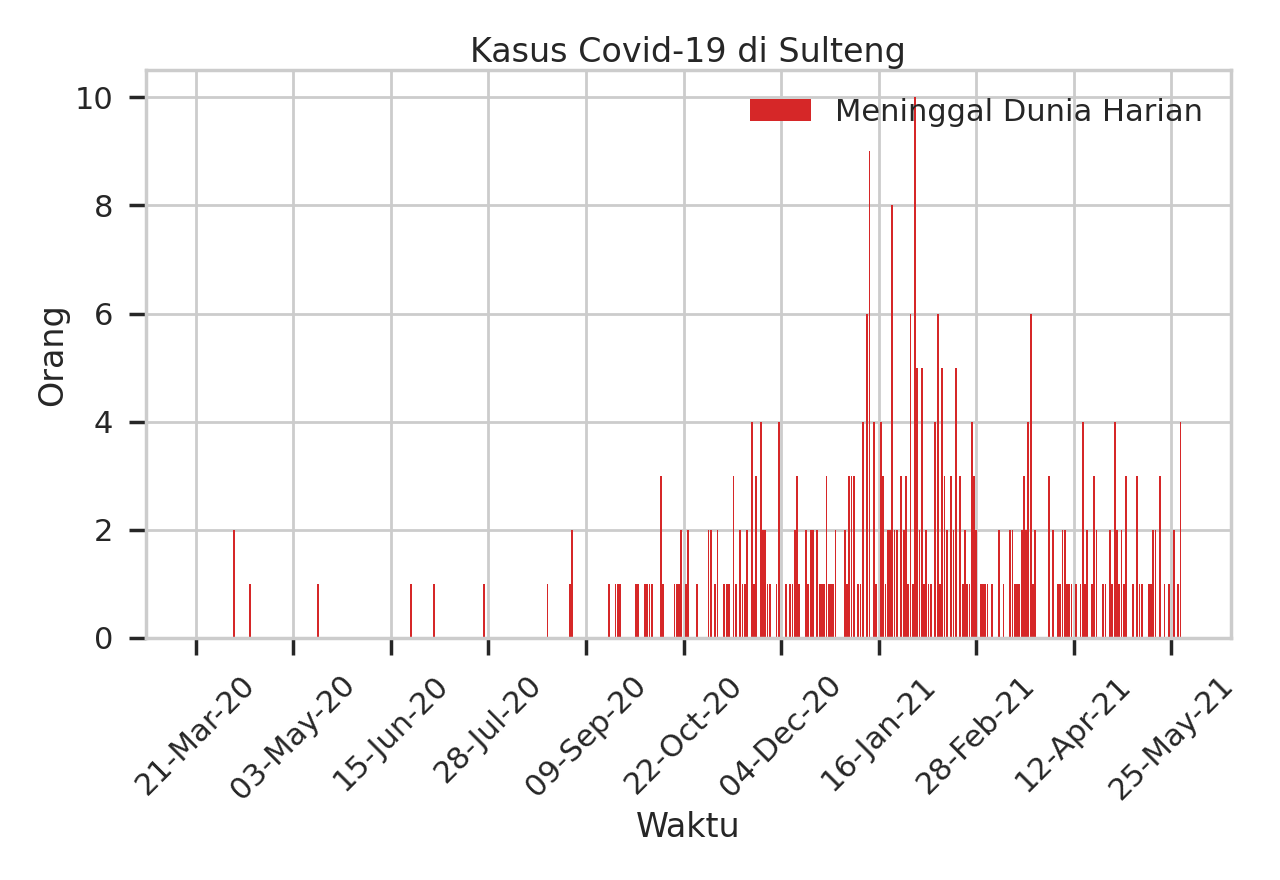 Kasus Covid-19 di Sulteng
Meninggal Dunia Harian
Orang
10
8
6
4
2
0
21-Mar-20
03-May-20
15-Jun-20
28-Jul-20
09-Sep-20
22-Oct-20
04-Dec-20
16-Jan-21
28-Feb-21
12-Apr-21
25-May-21
Waktu